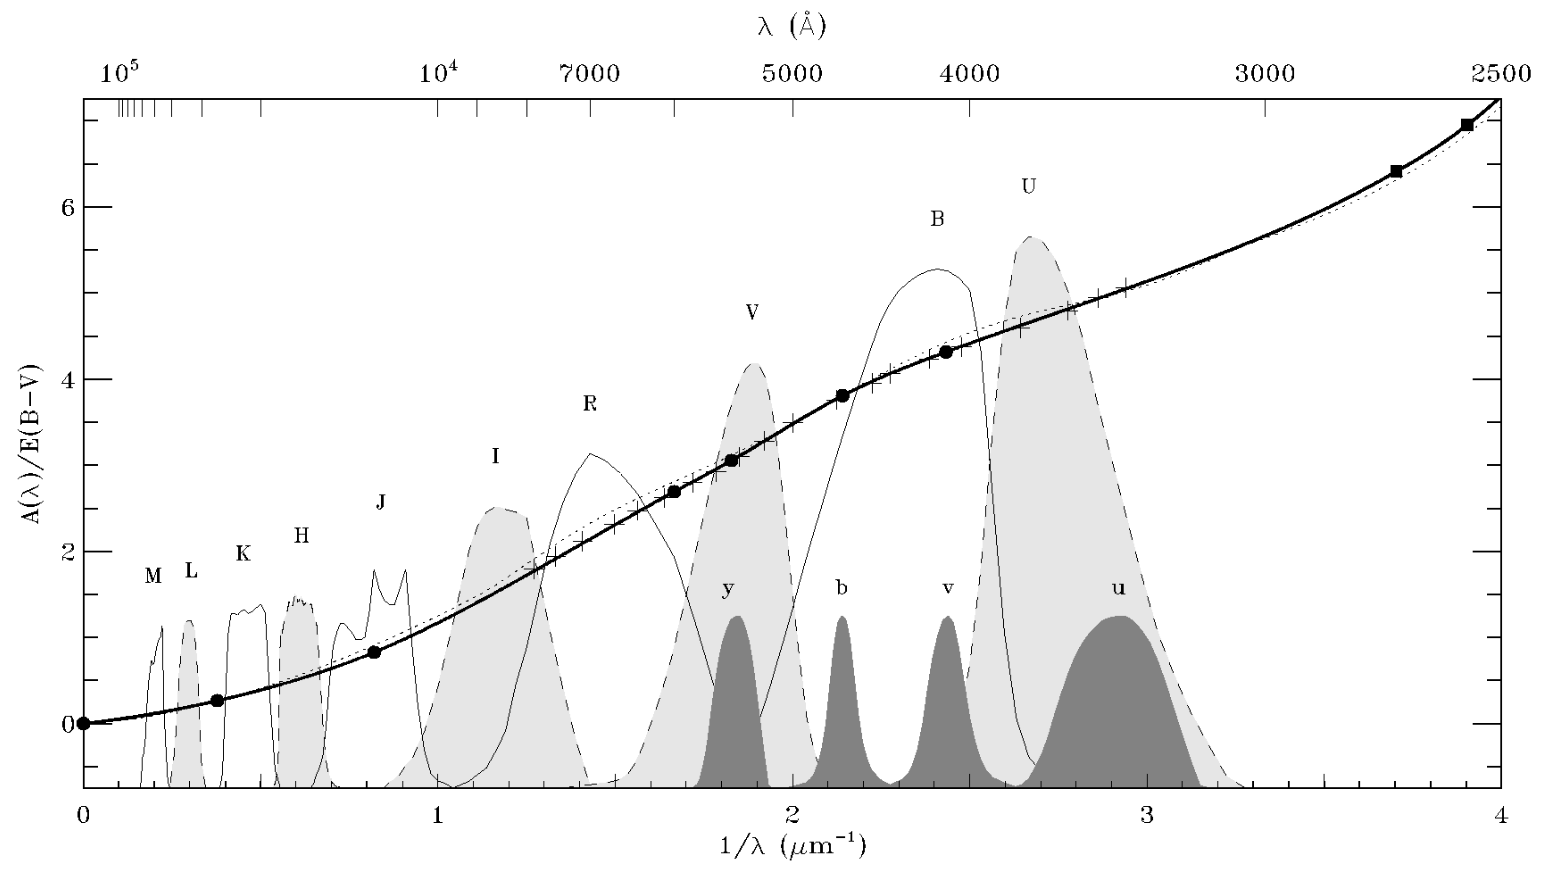 λ (Å)
10⁵ 10⁴ 7000 5000 4000 3000 2500
U
B
6
V
4
R
I
J
H
K
L
M
2
y b v u
0
A(λ)/E(B−V)
0 1 2 3 4
1/λ (μm⁻¹)